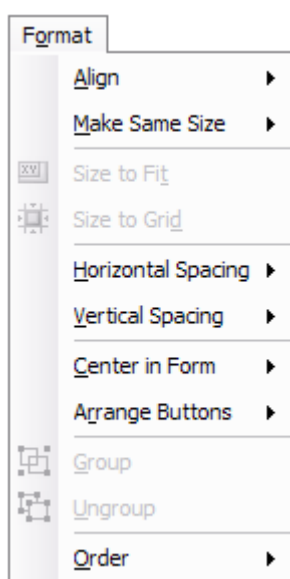 Format
Align
Make Same Size
Size to Fit
Size to Grid
Horizontal Spacing
Vertical Spacing
Center in Form
Arrange Buttons
Group
Ungroup
Order